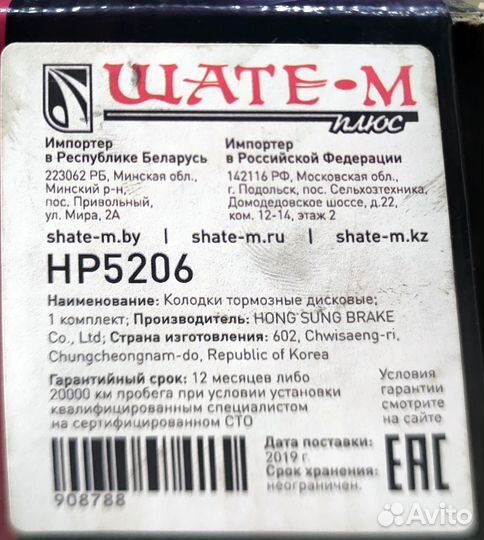 ШАТЕ-М
плюс
Импортер
в Республике Беларусь
223062 РБ, Минская обл.,
Минский р-н,
пос. Привольный,
ул. Мира, 2А
Импортер
в Российской Федерации
142116 РФ, Московская обл.,
г. Подольск, пос. Сельхозтехника,
Домодедовское шоссе, д.22,
ком. 12-14, этаж 2
shate-m.by | shate-m.ru | shate-m.kz
HP5206
Наименование: Колодки тормозные дисковые;
1 комплект; Производитель: HONG SUNG BRAKE
Co., Ltd; Страна изготовления: 602, Chwisaeng-ri,
Chungcheongnam-do, Republic of Korea
Гарантийный срок: 12 месяцев либо
20000 км пробега при условии установки
квалифицированным специалистом
на сертифицированном СТО
Условия
гарантии
смотрите
на сайте
908788
Дата поставки:
2019 г.
Срок хранения:
неограничен.
EAC
Avito